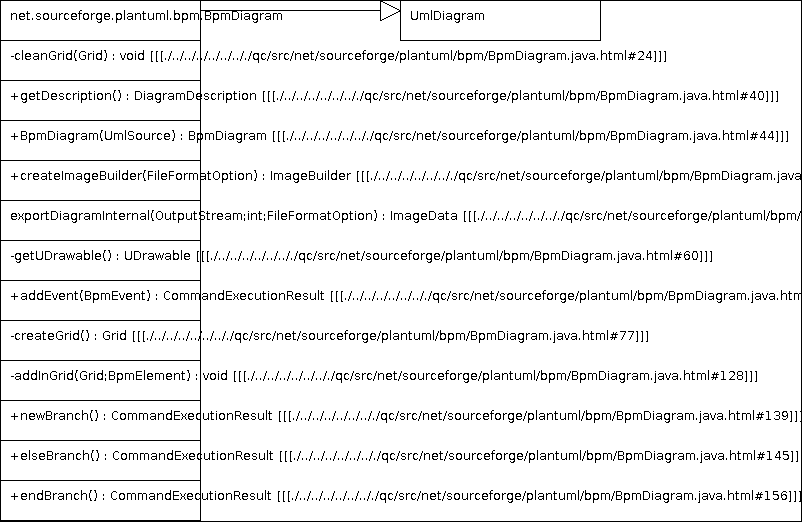 net.sourceforge.plantuml.bpm.BpmDiagram
UmlDiagram
-cleanGrid(Grid) : void [[[./../../../../../../../qc/src/net/sourceforge/plantuml/bpm/BpmDiagram.java.html#24]]]
+getDescription() : DiagramDescription [[[./../../../../../../../qc/src/net/sourceforge/plantuml/bpm/BpmDiagram.java.html#40]]]
+BpmDiagram(UmlSource) : BpmDiagram [[[./../../../../../../../qc/src/net/sourceforge/plantuml/bpm/BpmDiagram.java.html#44]]]
+createImageBuilder(FileFormatOption) : ImageBuilder [[[./../../../../../../../qc/src/net/sourceforge/plantuml/bpm/BpmDiagram.java
exportDiagramInternal(OutputStream;int;FileFormatOption) : ImageData [[[./../../../../../../../qc/src/net/sourceforge/plantuml/bpm/
-getUDrawable() : UDrawable [[[./../../../../../../../qc/src/net/sourceforge/plantuml/bpm/BpmDiagram.java.html#60]]]
+addEvent(BpmEvent) : CommandExecutionResult [[[./../../../../../../../qc/src/net/sourceforge/plantuml/bpm/BpmDiagram.java.htm
-createGrid() : Grid [[[./../../../../../../../qc/src/net/sourceforge/plantuml/bpm/BpmDiagram.java.html#77]]]
-addInGrid(Grid;BpmElement) : void [[[./../../../../../../../qc/src/net/sourceforge/plantuml/bpm/BpmDiagram.java.html#128]]]
+newBranch() : CommandExecutionResult [[[./../../../../../../../qc/src/net/sourceforge/plantuml/bpm/BpmDiagram.java.html#139]]]
+elseBranch() : CommandExecutionResult [[[./../../../../../../../qc/src/net/sourceforge/plantuml/bpm/BpmDiagram.java.html#145]]]
+endBranch() : CommandExecutionResult [[[./../../../../../../../qc/src/net/sourceforge/plantuml/bpm/BpmDiagram.java.html#156]]]